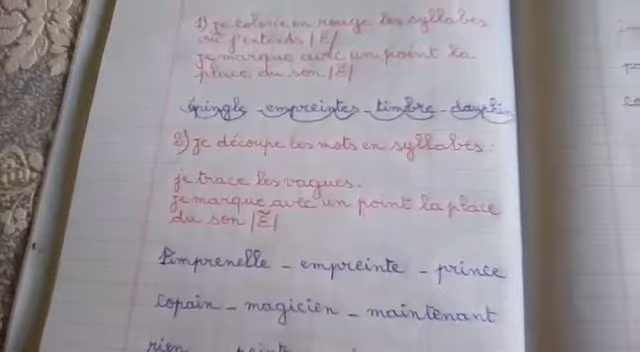 1) je colorie en rouge les syllabes
où j'entends |Ẽ|
je marque avec un point la
place du son |Ẽ|
épingle - empreintes - timbre - dauphin
2) je découpe les mots en syllabes :
je trace les vagues.
je marque avec un point la place
du son |Ẽ|
Pimprenelle - empreinte - prince
copain - magicien - maintenant
rien